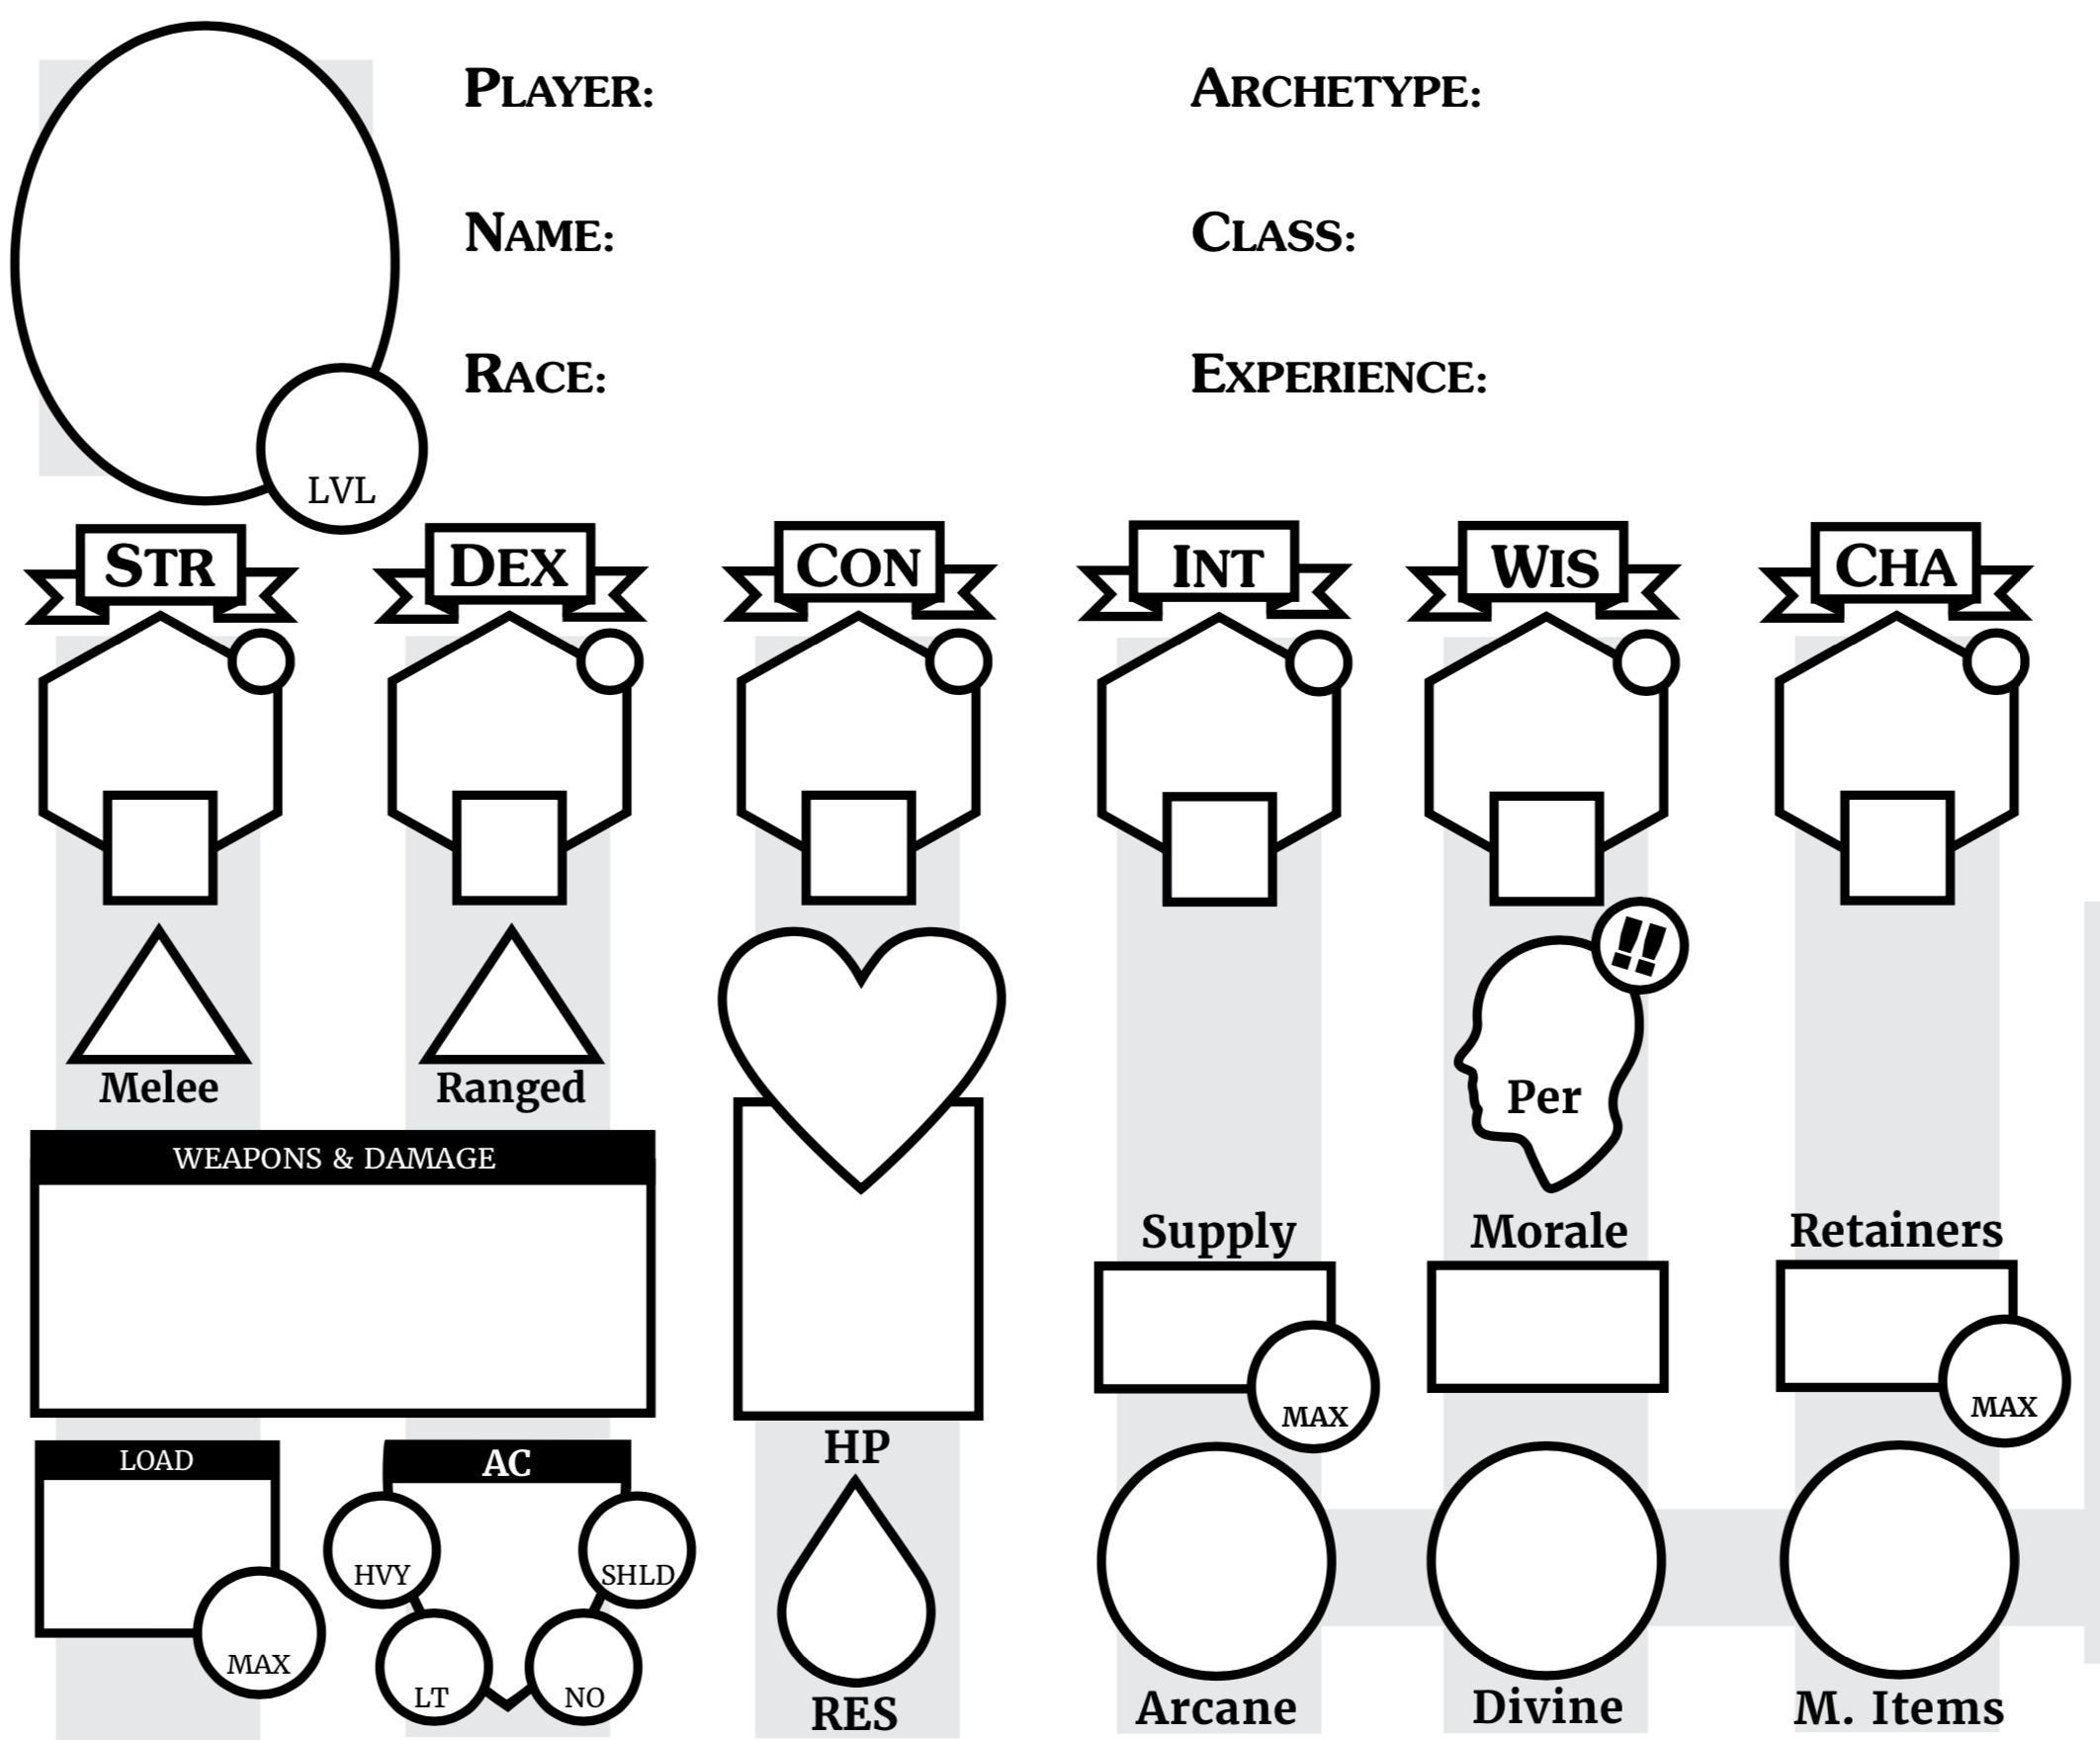 PLAYER:
ARCHETYPE:
NAME:
CLASS:
RACE:
EXPERIENCE:
LVL
STR
DEX
CON
INT
WIS
CHA
!!
Melee
Ranged
Per
WEAPONS & DAMAGE
Supply
Morale
Retainers
MAX
MAX
HP
LOAD
AC
HVY
SHLD
MAX
LT
NO
RES
Arcane
Divine
M. Items